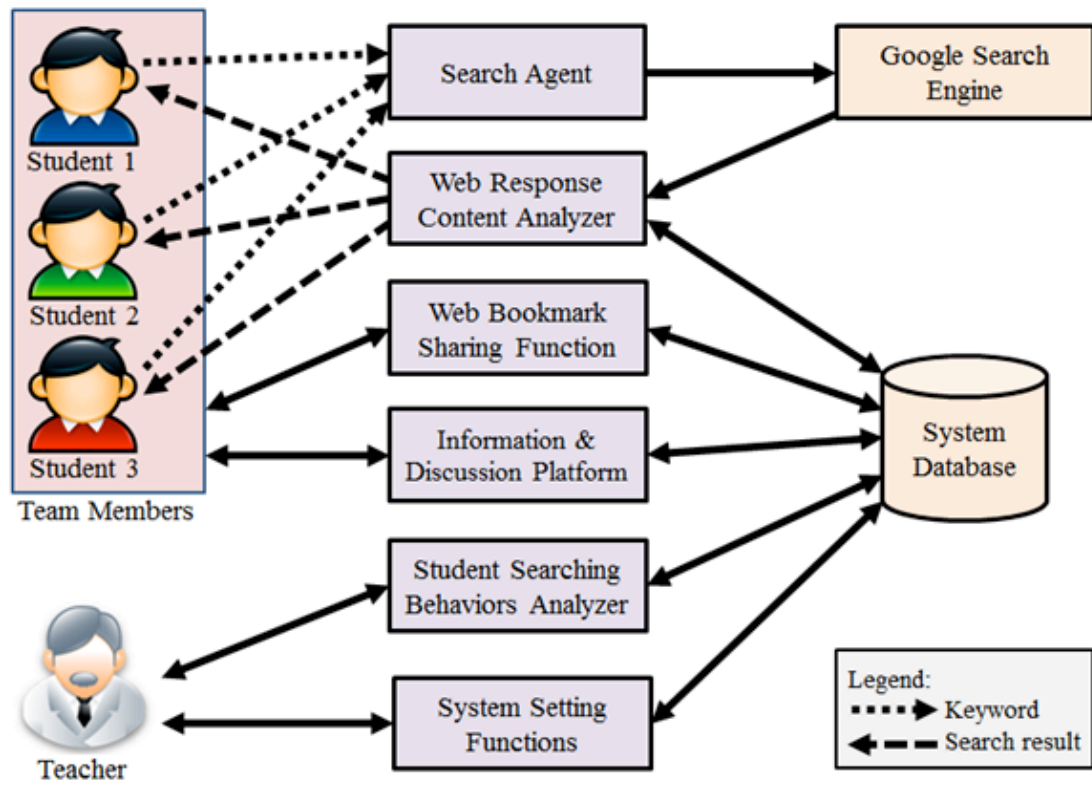 Student 1
Student 2
Student 3
Team Members
Teacher
Search Agent
Web Response
Content Analyzer
Web Bookmark
Sharing Function
Information &
Discussion Platform
Student Searching
Behaviors Analyzer
System Setting
Functions
Google Search
Engine
System
Database
Legend:
Keyword
Search result